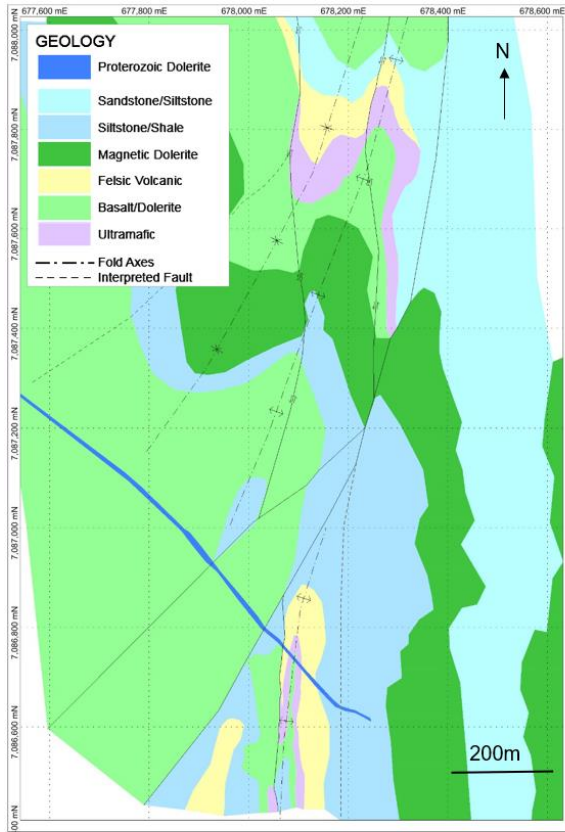 677,600 mE 677,800 mE 678,000 mE 678,200 mE 678,400 mE 678,600 mE
7,088,000 mN
7,087,800 mN
7,087,600 mN
7,087,400 mN
7,087,200 mN
7,087,000 mN
7,086,800 mN
7,086,600 mN
00 mN
GEOLOGY
Proterozoic Dolerite
Sandstone/Siltstone
Siltstone/Shale
Magnetic Dolerite
Felsic Volcanic
Basalt/Dolerite
Ultramafic
Fold Axes
Interpreted Fault
N
200m